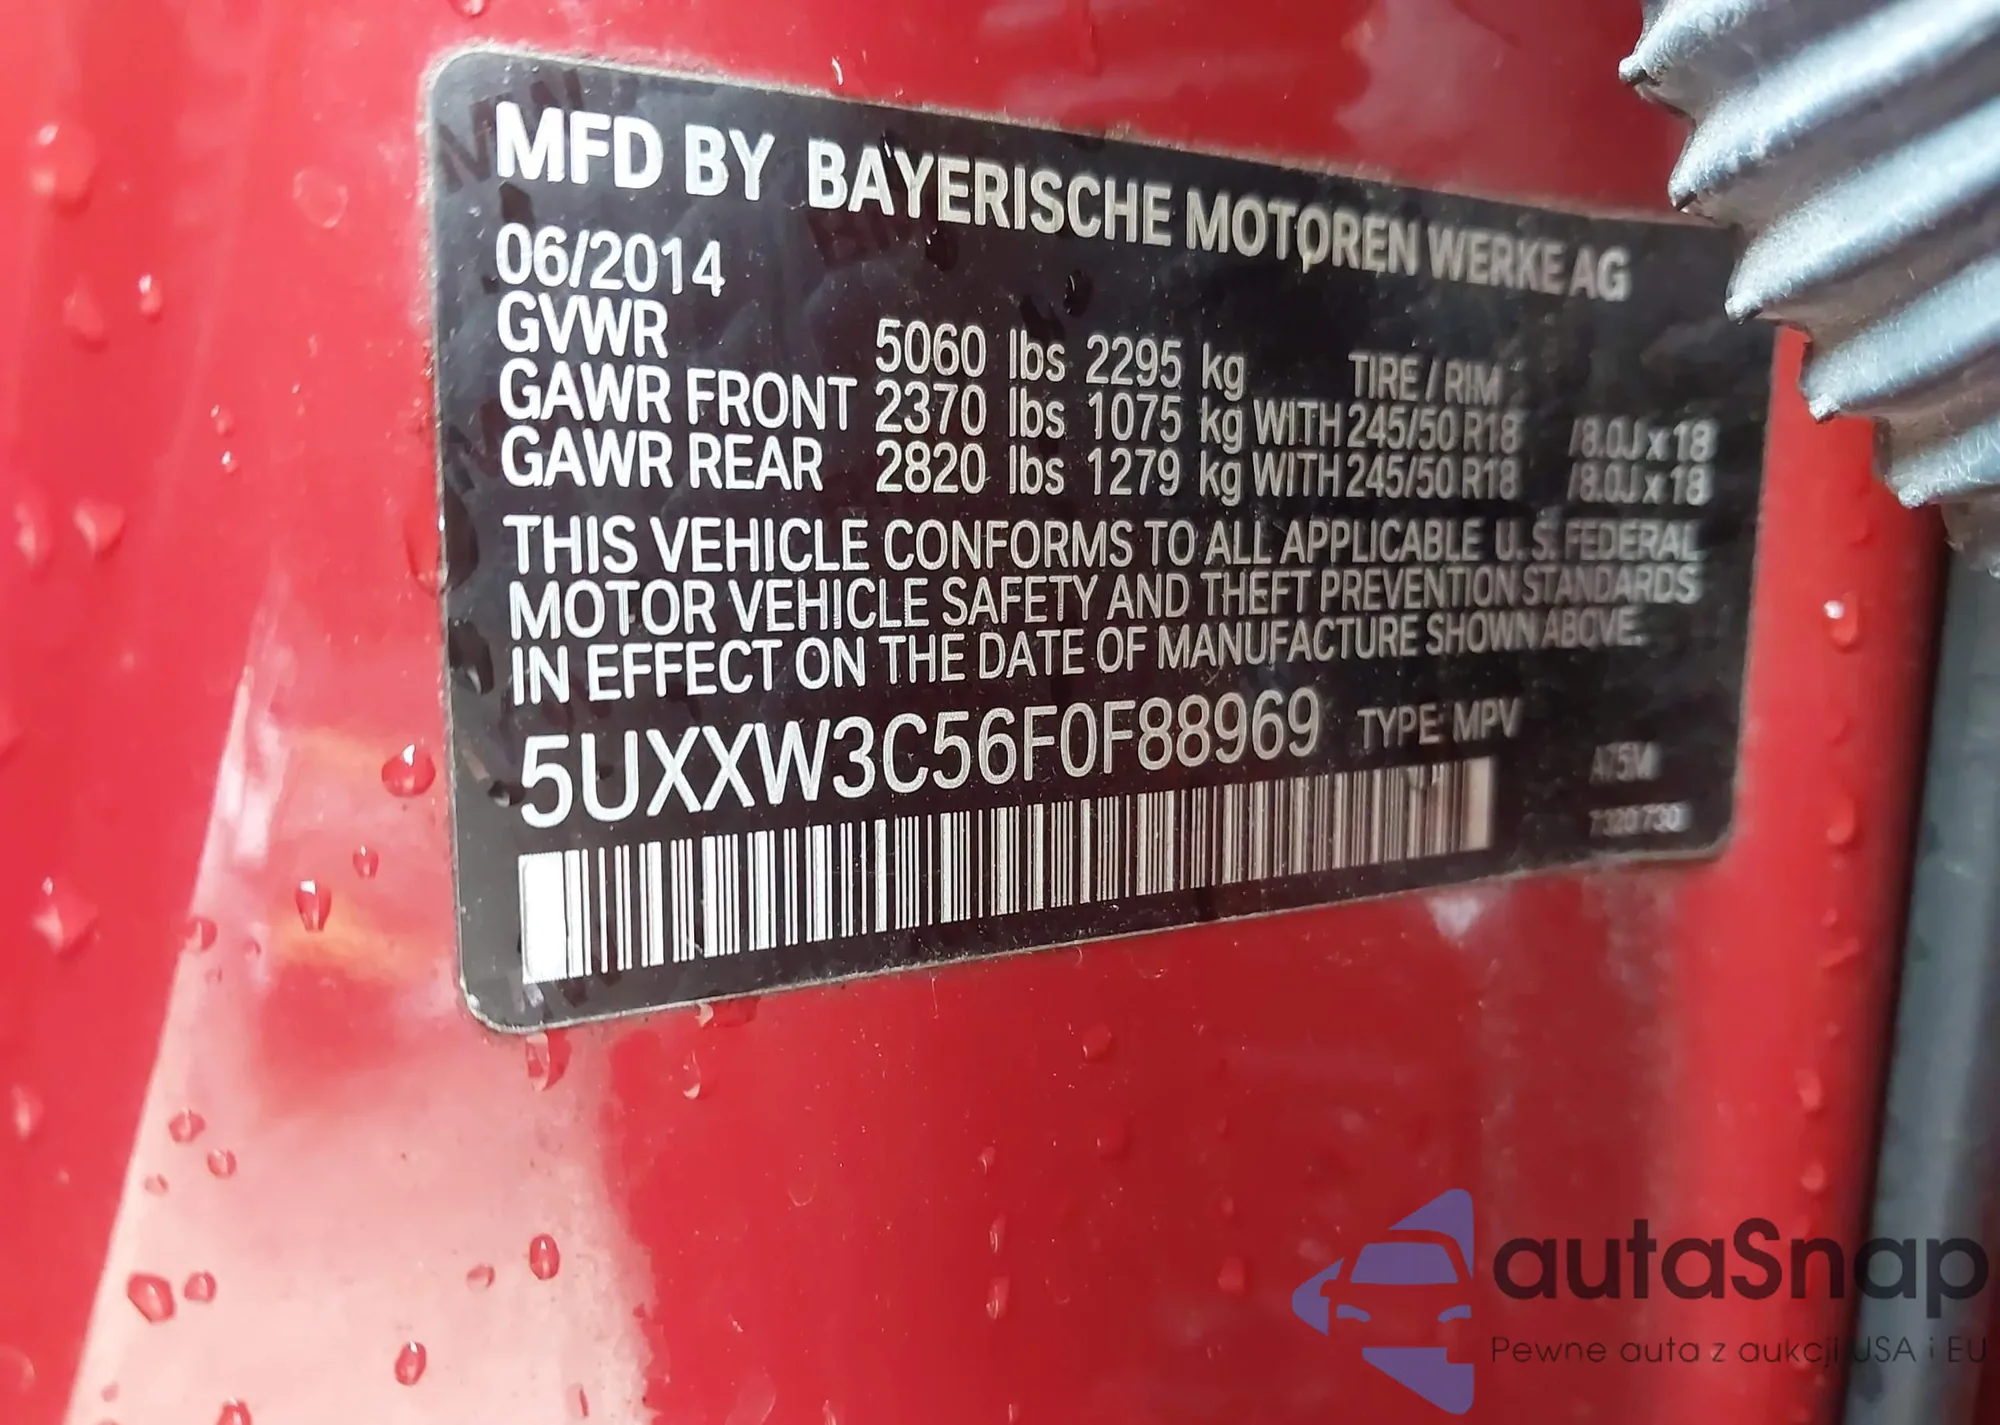 MFD BY BAYERISCHE MOTOREN WERKE AG
06/2014
GVWR 5060 lbs 2295 kg TIRE / RIM
GAWR FRONT 2370 lbs 1075 kg WITH 245/50 R18 /8.0J x 18
GAWR REAR 2820 lbs 1279 kg WITH 245/50 R18 /8.0J x 18
THIS VEHICLE CONFORMS TO ALL APPLICABLE U.S. FEDERAL
MOTOR VEHICLE SAFETY AND THEFT PREVENTION STANDARDS
IN EFFECT ON THE DATE OF MANUFACTURE SHOWN ABOVE.
5UXXW3C56F0F88969 TYPE: MPV
A75M
7320730
autaSnap
Pewne auta z aukcji USA i EU